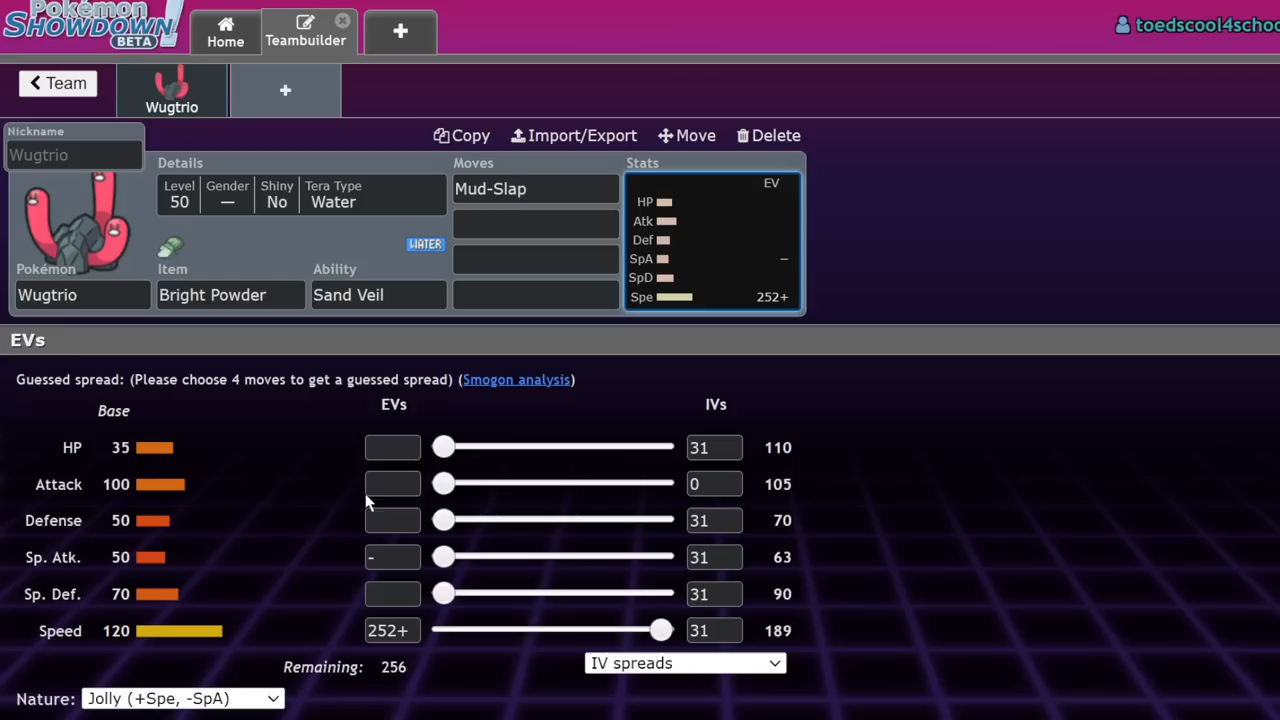 Pokémon
SHOWDOWN!
BETA
Home
Teambuilder
+
toedscool4schoo
Team
Wugtrio
+
Nickname
Wugtrio
Copy
Import/Export
Move
Delete
Details
Level
50
Gender
—
Shiny
No
Tera Type
Water
WATER
Pokémon
Wugtrio
Item
Bright Powder
Ability
Sand Veil
Moves
Mud-Slap
Stats
EV
HP
Atk
Def
SpA –
SpD
Spe 252+
EVs
Guessed spread: (Please choose 4 moves to get a guessed spread) (Smogon analysis)
Base EVs IVs
HP 35 31 110
Attack 100 0 105
Defense 50 31 70
Sp. Atk. 50 - 31 63
Sp. Def. 70 31 90
Speed 120 252+ 31 189
Remaining: 256 IV spreads
Nature: Jolly (+Spe, -SpA)